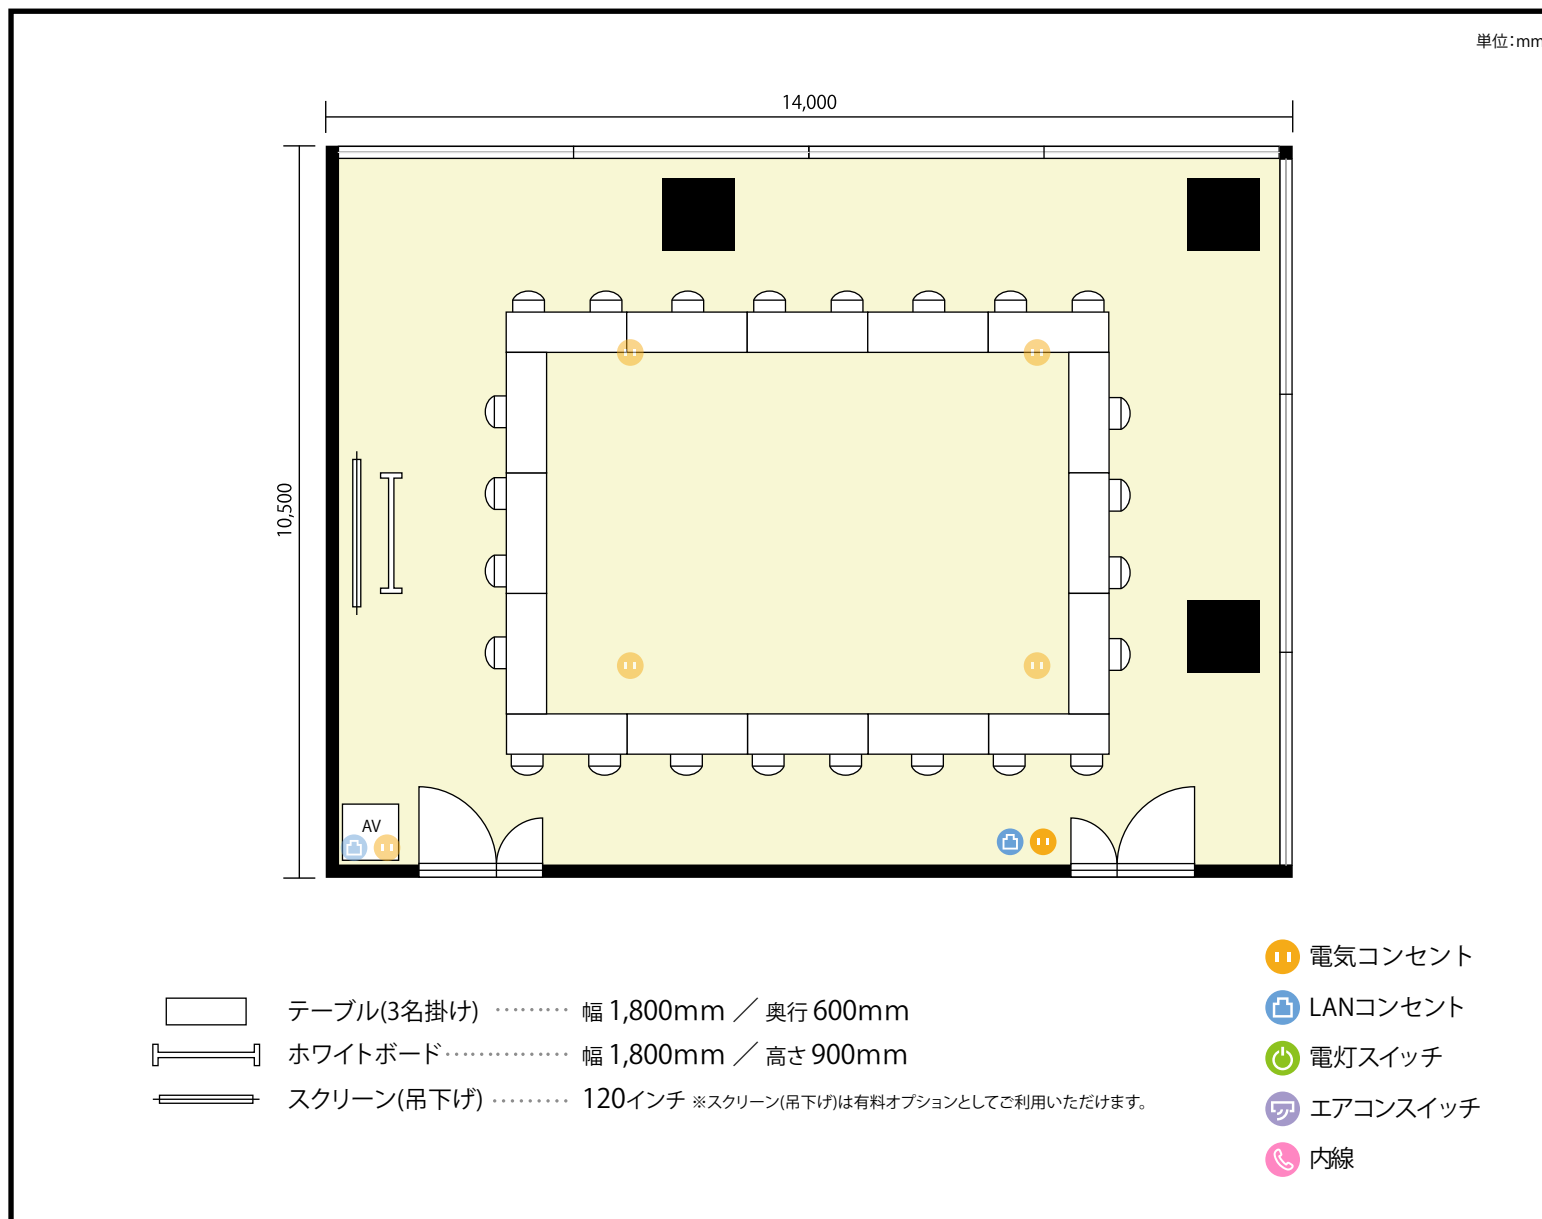 単位：mm
14,000
10,500
AV
電気コンセント
LANコンセント
電灯スイッチ
エアコンスイッチ
内線
テーブル(3名掛け) ⋯⋯⋯ 幅 1,800mm ／ 奥行 600mm
ホワイトボード⋯⋯⋯⋯⋯ 幅 1,800mm ／ 高さ 900mm
スクリーン(吊下げ) ⋯⋯⋯ 120インチ ※スクリーン(吊下げ)は有料オプションとしてご利用いただけます。